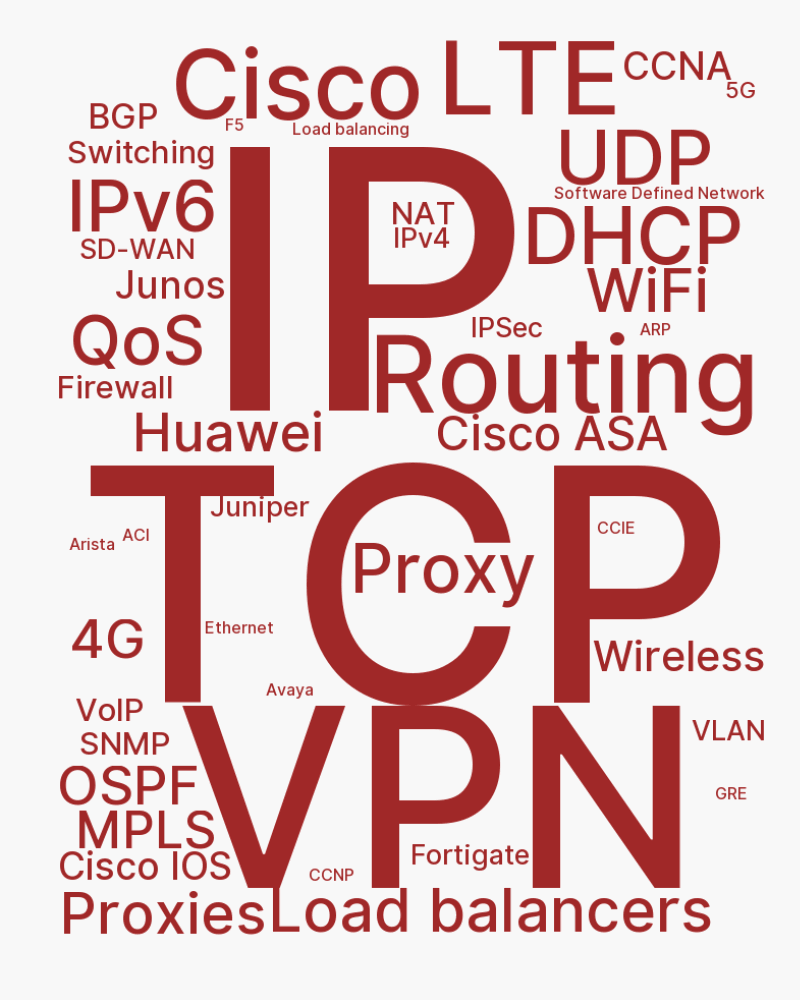 Cisco
LTE
CCNA
5G
BGP
F5
Load balancing
Switching
UDP
IP
IPv6
Software Defined Network
NAT
DHCP
IPv4
SD-WAN
WiFi
Junos
IPSec
ARP
QoS
Routing
Firewall
Huawei
Cisco ASA
TCP
Juniper
CCIE
ACI
Arista
Proxy
4G
Ethernet
Wireless
Avaya
VoIP
VPN
VLAN
SNMP
OSPF
GRE
MPLS
Fortigate
Cisco IOS
CCNP
Proxies
Load balancers